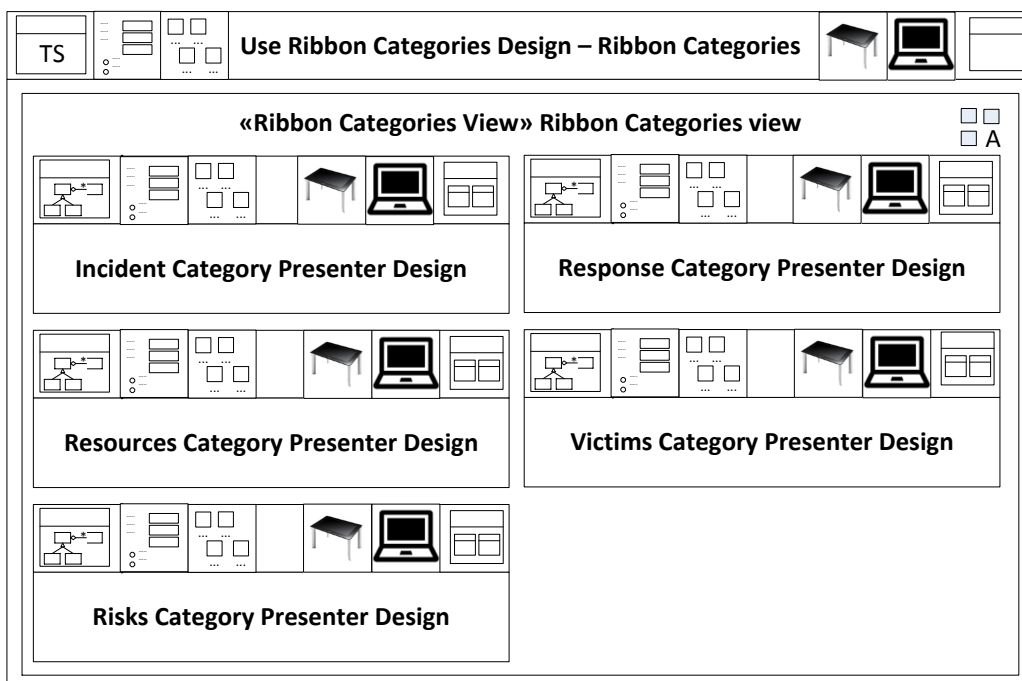 TS
Use Ribbon Categories Design – Ribbon Categories
«Ribbon Categories View» Ribbon Categories view
A
Incident Category Presenter Design
Response Category Presenter Design
Resources Category Presenter Design
Victims Category Presenter Design
Risks Category Presenter Design